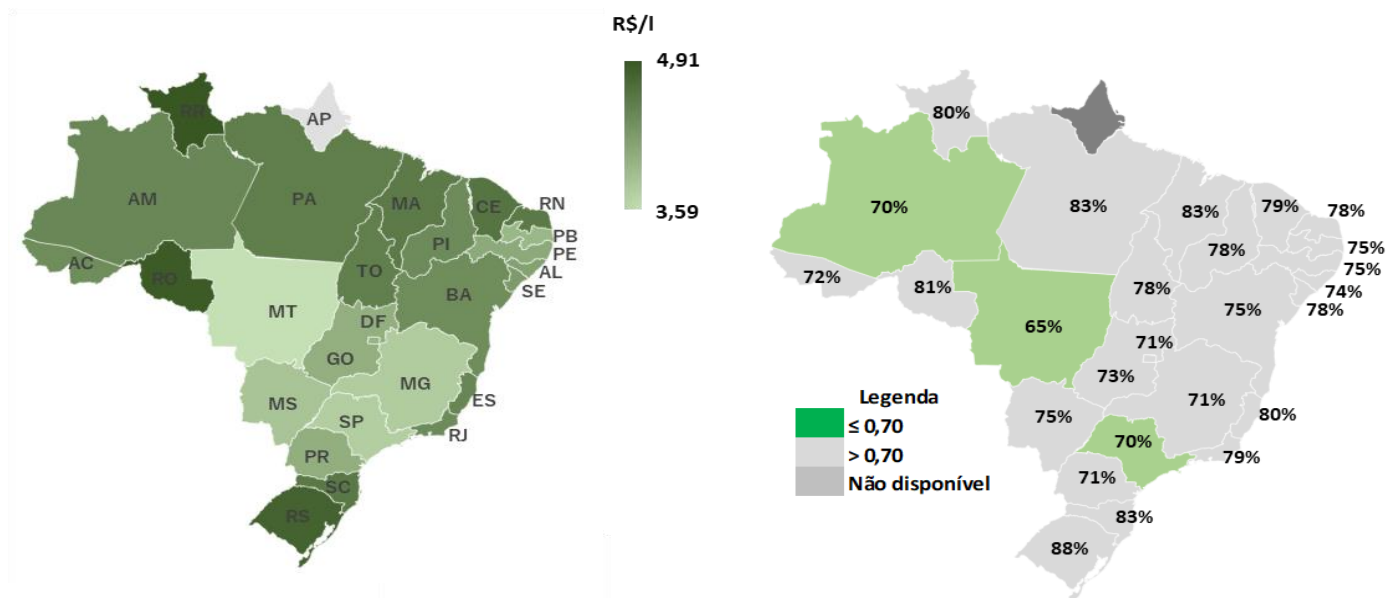 R$/l
4,91
3,59
RR
AP
AM
PA
MA
CE
RN
PB
PE
AL
SE
PI
AC
RO
TO
BA
MT
DF
GO
MG
MS
ES
SP
RJ
PR
SC
RS
80%
70%
83%
83%
79%
78%
75%
75%
74%
78%
78%
72%
81%
78%
75%
65%
71%
73%
71%
75%
80%
70%
79%
71%
83%
88%
Legenda
≤ 0,70
> 0,70
Não disponível